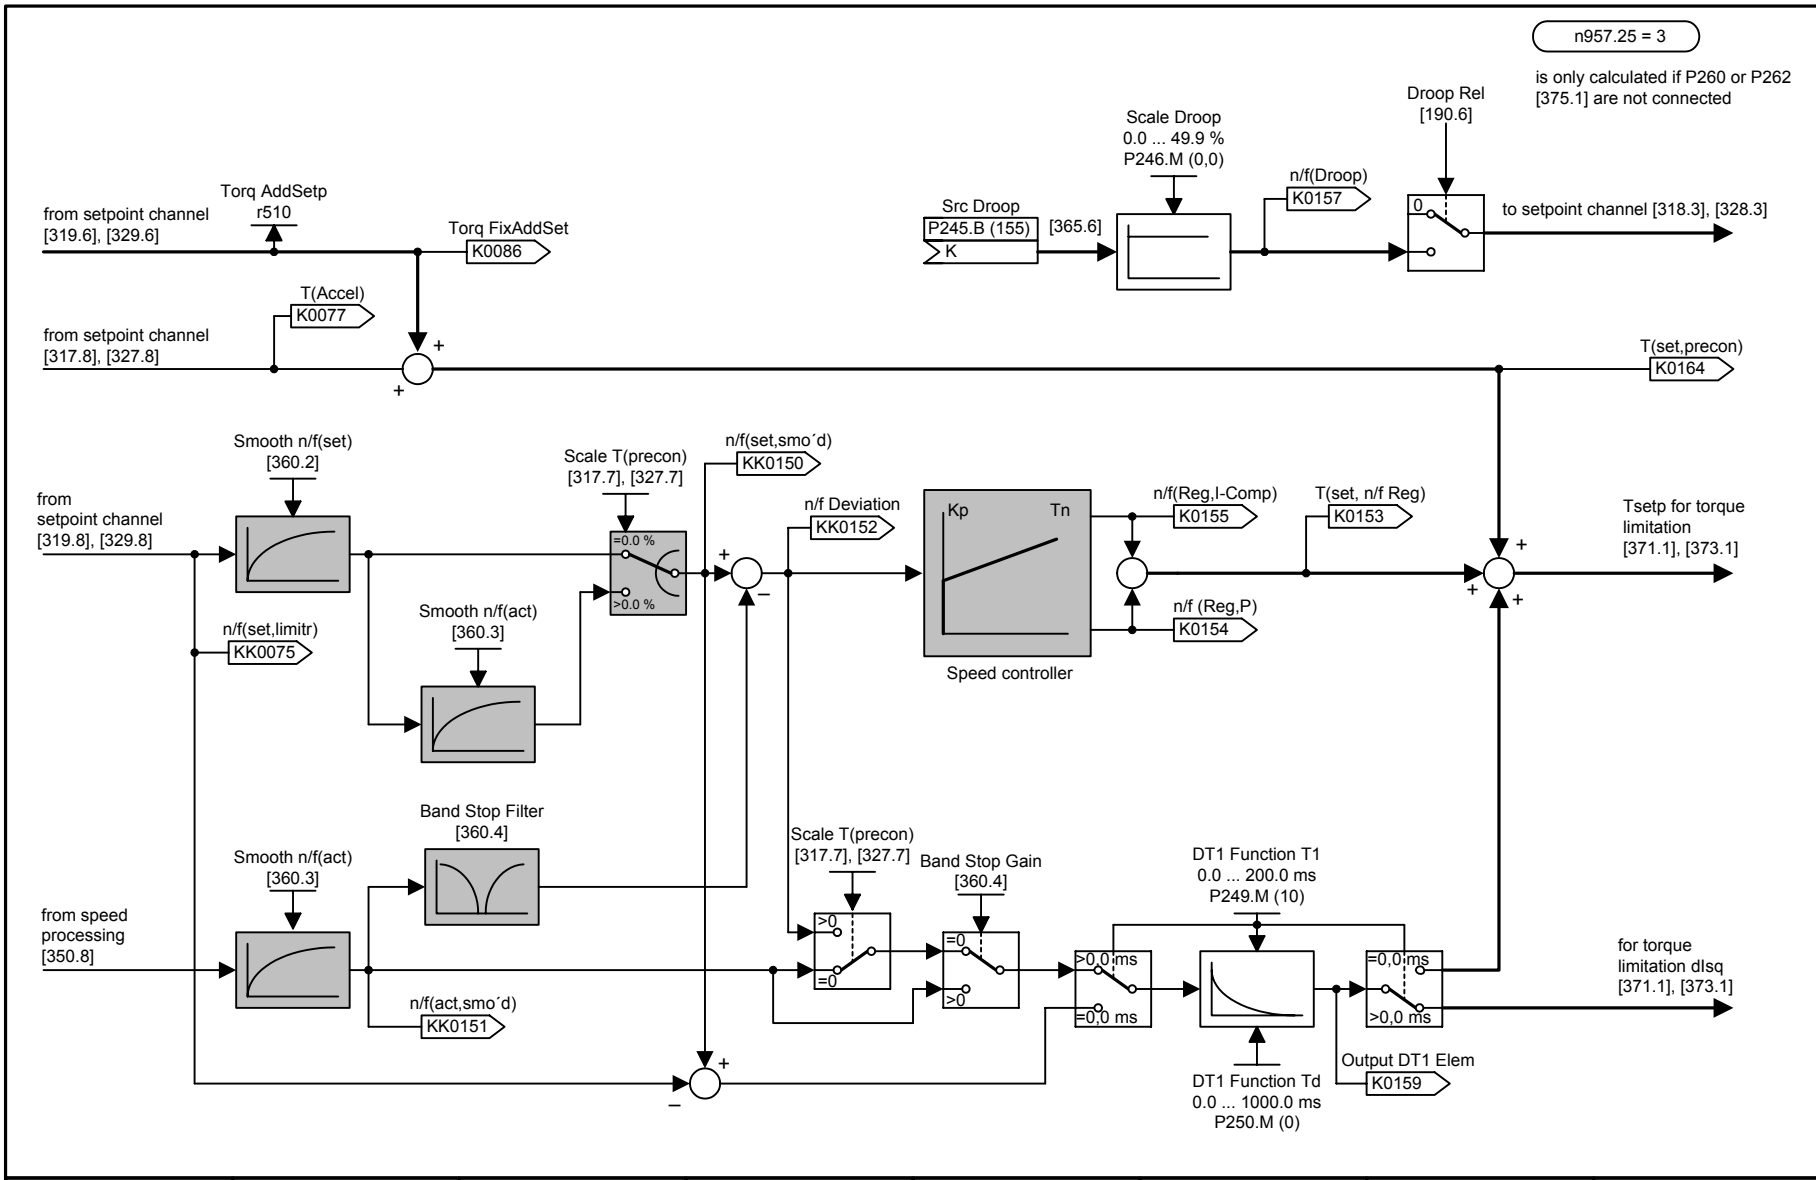 n957.25 = 3
is only calculated if P260 or P262
[375.1] are not connected
Droop Rel
[190.6]
Scale Droop
0.0 ... 49.9 %
P246.M (0,0)
n/f(Droop)
K0157
Src Droop
P245.B (155)
K
[365.6]
0
to setpoint channel [318.3], [328.3]
Torq AddSetp
r510
from setpoint channel
[319.6], [329.6]
Torq FixAddSet
K0086
T(Accel)
K0077
from setpoint channel
[317.8], [327.8]
+
+
T(set,precon)
K0164
Smooth n/f(set)
[360.2]
Scale T(precon)
[317.7], [327.7]
n/f(set,smo´d)
KK0150
from
setpoint channel
[319.8], [329.8]
=0.0 %
>0.0 %
n/f Deviation
KK0152
+
–
Kp
Tn
Speed controller
n/f(Reg,I-Comp)
K0155
T(set, n/f Reg)
K0153
n/f (Reg,P)
K0154
+
+
+
Tsetp for torque
limitation
[371.1], [373.1]
n/f(set,limitr)
KK0075
Smooth n/f(act)
[360.3]
Band Stop Filter
[360.4]
Smooth n/f(act)
[360.3]
from speed
processing
[350.8]
n/f(act,smo´d)
KK0151
Scale T(precon)
[317.7], [327.7]
>0
=0
Band Stop Gain
[360.4]
=0
>0
DT1 Function T1
0.0 ... 200.0 ms
P249.M (10)
>0,0 ms
=0,0 ms
=0,0 ms
>0,0 ms
for torque
limitation dIsq
[371.1], [373.1]
Output DT1 Elem
K0159
DT1 Function Td
0.0 ... 1000.0 ms
P250.M (0)
+
–